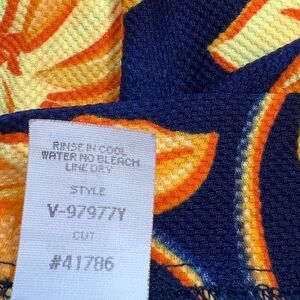 RINSE IN COOL
WATER NO BLEACH
LINE DRY
STYLE
V-97977Y
CUT
#41786